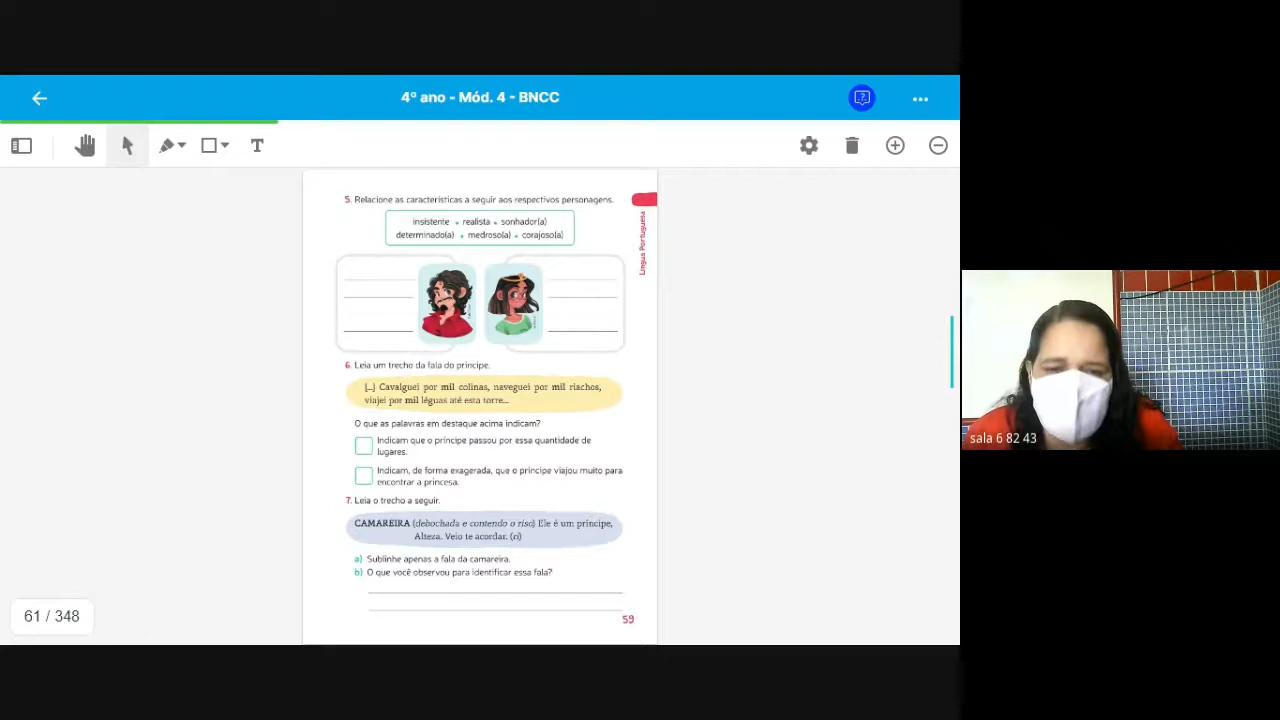 4º ano - Mód. 4 - BNCC
T
5. Relacione as características a seguir aos respectivos personagens.
insistente • realista • sonhador(a)
determinado(a) • medroso(a) • corajoso(a)
Língua Portuguesa
6. Leia um trecho da fala do príncipe.
[...] Cavalguei por mil colinas, naveguei por mil riachos,
viajei por mil léguas até esta torre...
O que as palavras em destaque acima indicam?
Indicam que o príncipe passou por essa quantidade de
lugares.
Indicam, de forma exagerada, que o príncipe viajou muito para
encontrar a princesa.
7. Leia o trecho a seguir.
CAMAREIRA (debochada e contendo o riso) Ele é um príncipe,
Alteza. Veio te acordar. (ri)
a) Sublinhe apenas a fala da camareira.
b) O que você observou para identificar essa fala?
59
61 / 348
sala 6 82 43